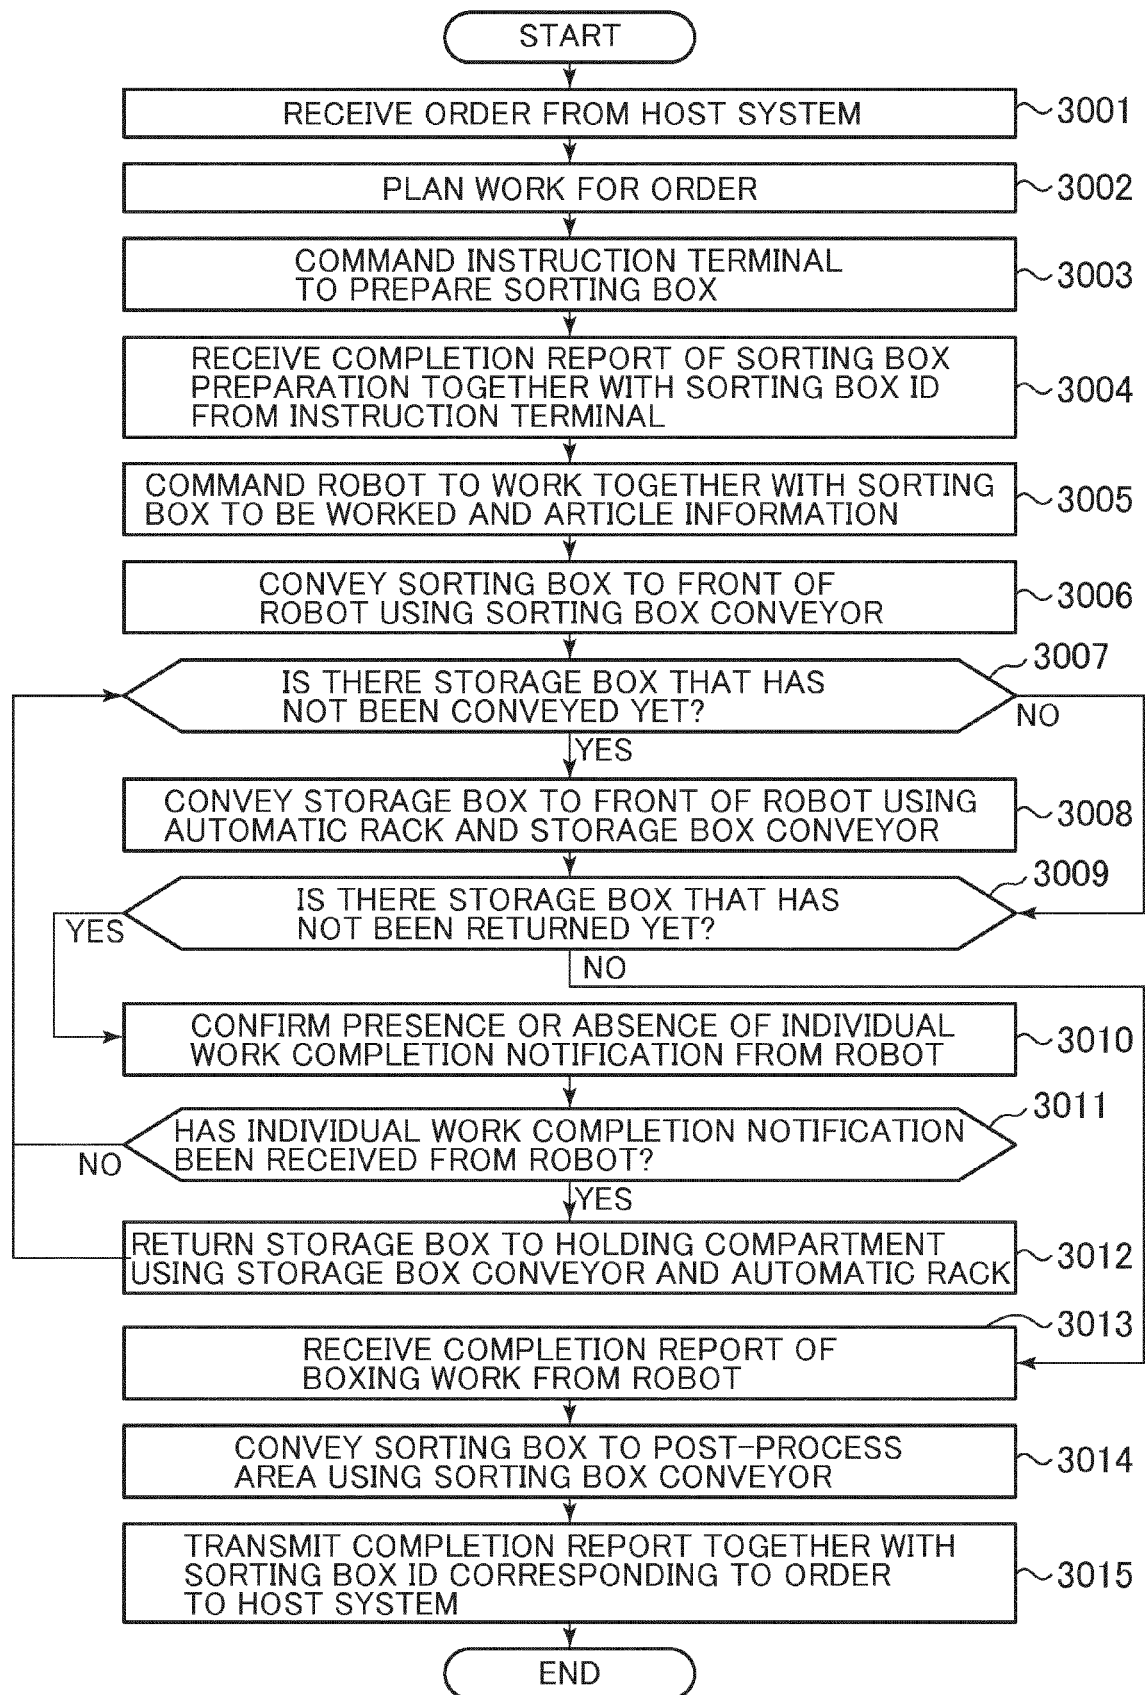 START
RECEIVE ORDER FROM HOST SYSTEM
3001
PLAN WORK FOR ORDER
3002
COMMAND INSTRUCTION TERMINAL
TO PREPARE SORTING BOX
3003
RECEIVE COMPLETION REPORT OF SORTING BOX
PREPARATION TOGETHER WITH SORTING BOX ID
FROM INSTRUCTION TERMINAL
3004
COMMAND ROBOT TO WORK TOGETHER WITH SORTING
BOX TO BE WORKED AND ARTICLE INFORMATION
3005
CONVEY SORTING BOX TO FRONT OF
ROBOT USING SORTING BOX CONVEYOR
3006
IS THERE STORAGE BOX THAT HAS
NOT BEEN CONVEYED YET?
3007
NO
YES
CONVEY STORAGE BOX TO FRONT OF ROBOT USING
AUTOMATIC RACK AND STORAGE BOX CONVEYOR
3008
IS THERE STORAGE BOX THAT HAS
NOT BEEN RETURNED YET?
3009
YES
NO
CONFIRM PRESENCE OR ABSENCE OF INDIVIDUAL
WORK COMPLETION NOTIFICATION FROM ROBOT
3010
HAS INDIVIDUAL WORK COMPLETION NOTIFICATION
BEEN RECEIVED FROM ROBOT?
3011
NO
YES
RETURN STORAGE BOX TO HOLDING COMPARTMENT
USING STORAGE BOX CONVEYOR AND AUTOMATIC RACK
3012
RECEIVE COMPLETION REPORT OF
BOXING WORK FROM ROBOT
3013
CONVEY SORTING BOX TO POST-PROCESS
AREA USING SORTING BOX CONVEYOR
3014
TRANSMIT COMPLETION REPORT TOGETHER WITH
SORTING BOX ID CORRESPONDING TO ORDER
TO HOST SYSTEM
3015
END